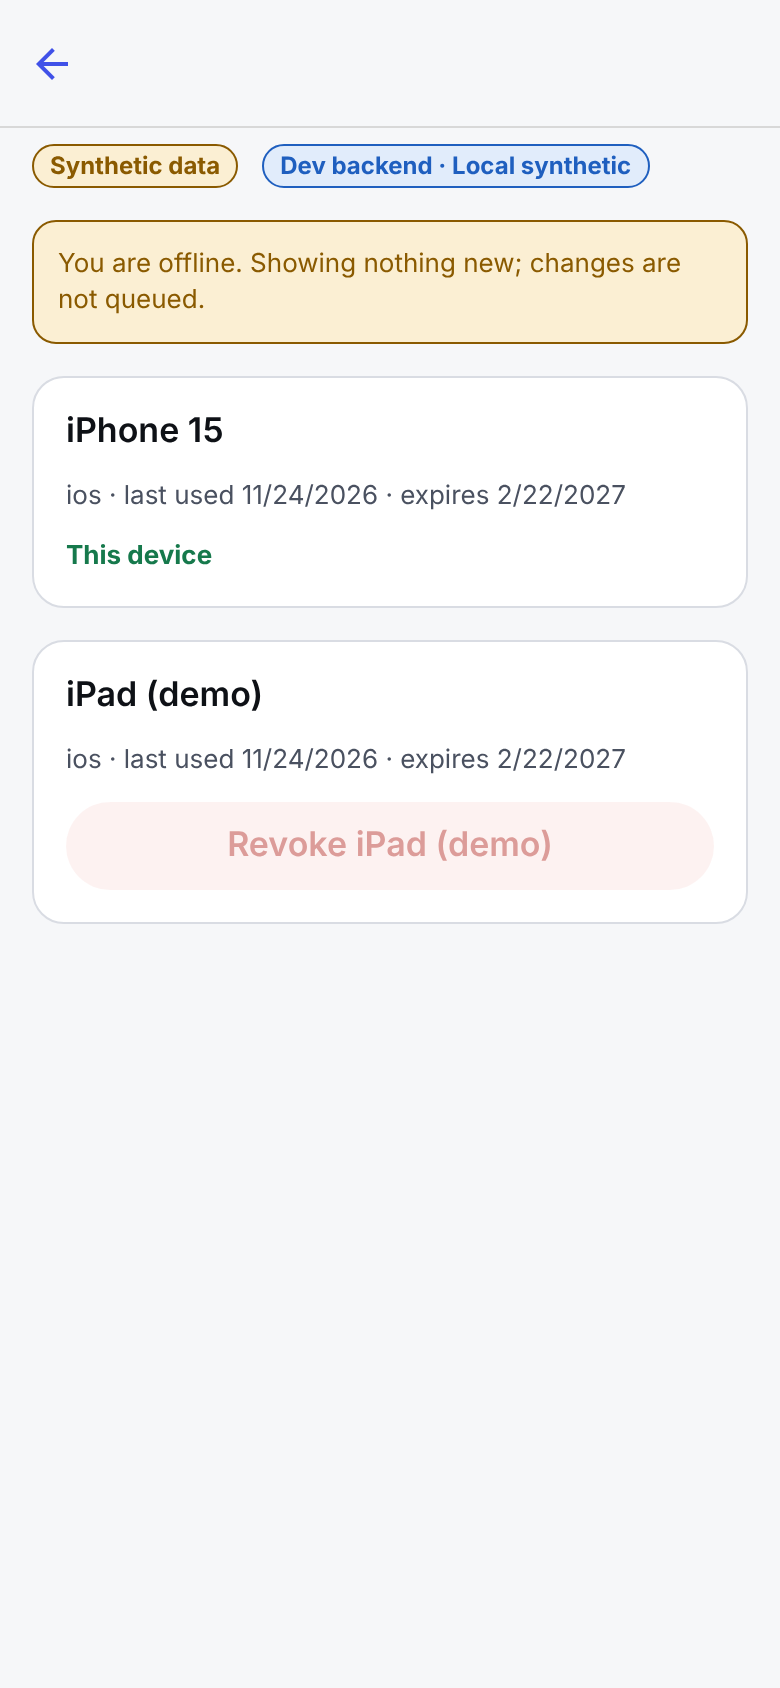 Synthetic data
Dev backend · Local synthetic
You are offline. Showing nothing new; changes are
not queued.
iPhone 15
ios · last used 11/24/2026 · expires 2/22/2027
This device
iPad (demo)
ios · last used 11/24/2026 · expires 2/22/2027
Revoke iPad (demo)